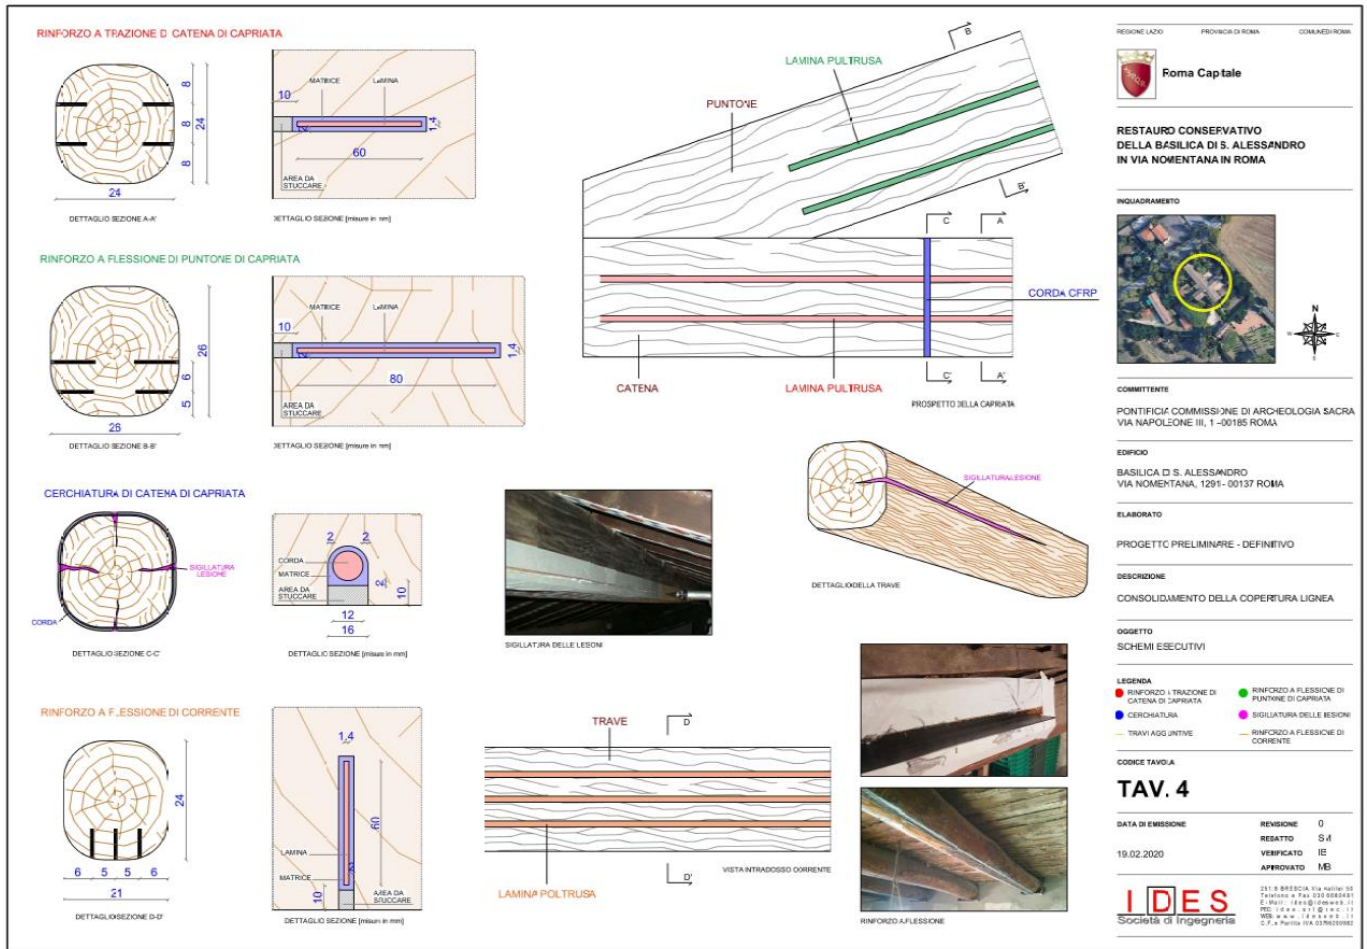 RINFORZO A TRAZIONE DI CATENA DI CAPRIATA
8
8
24
8
24
DETTAGLIO SEZIONE A-A'
MATRICE
LAMINA
10
2
1,4
60
AREA DA
STUCCARE
DETTAGLIO SEZIONE [misure in mm]
RINFORZO A FLESSIONE DI PUNTONE DI CAPRIATA
26
6
5
26
DETTAGLIO SEZIONE B-B'
MATRICE
LAMINA
10
2
1,4
80
AREA DA
STUCCARE
DETTAGLIO SEZIONE [misure in mm]
CERCHIATURA DI CATENA DI CAPRIATA
SIGILLATURA
LESIONE
CORDA
DETTAGLIO SEZIONE C-C'
2
2
CORDA
MATRICE
AREA DA
STUCCARE
2
10
12
16
DETTAGLIO SEZIONE [misure in mm]
RINFORZO A FLESSIONE DI CORRENTE
24
6
5
5
6
21
DETTAGLIO SEZIONE D-D'
1,4
60
LAMINA
2
MATRICE
10
AREA DA
STUCCARE
DETTAGLIO SEZIONE [misure in mm]
B
LAMINA PULTRUSA
PUNTONE
B'
C
A
CORDA CFRP
CATENA
LAMINA PULTRUSA
C'
A'
PROSPETTO DELLA CAPRIATA
SIGILLATURA LESIONE
DETTAGLIO DELLA TRAVE
SIGILLATURA DELLE LESIONI
TRAVE
D
D'
LAMINA POLTRUSA
VISTA INTRADOSSO CORRENTE
RINFORZO A FLESSIONE
REGIONE LAZIO
PROVINCIA DI ROMA
COMUNE DI ROMA
Roma Capitale
RESTAURO CONSERVATIVO
DELLA BASILICA DI S. ALESSANDRO
IN VIA NOMENTANA IN ROMA
INQUADRAMENTO
N
COMMITTENTE
PONTIFICIA COMMISSIONE DI ARCHEOLOGIA SACRA
VIA NAPOLEONE III, 1 -00185 ROMA
EDIFICIO
BASILICA DI S. ALESSANDRO
VIA NOMENTANA, 1291 - 00137 ROMA
ELABORATO
PROGETTO PRELIMINARE - DEFINITIVO
DESCRIZIONE
CONSOLIDAMENTO DELLA COPERTURA LIGNEA
OGGETTO
SCHEMI ESECUTIVI
LEGENDA
RINFORZO A TRAZIONE DI
CATENA DI CAPRIATA
RINFORZO A FLESSIONE DI
PUNTONE DI CAPRIATA
CERCHIATURA
SIGILLATURA DELLE LESIONI
TRAVI AGGIUNTIVE
RINFORZO A FLESSIONE DI
CORRENTE
CODICE TAVOLA
TAV. 4
DATA DI EMISSIONE
19.02.2020
REVISIONE 0
REDATTO SM
VERIFICATO IE
APPROVATO MB
IDES
Società di Ingegneria